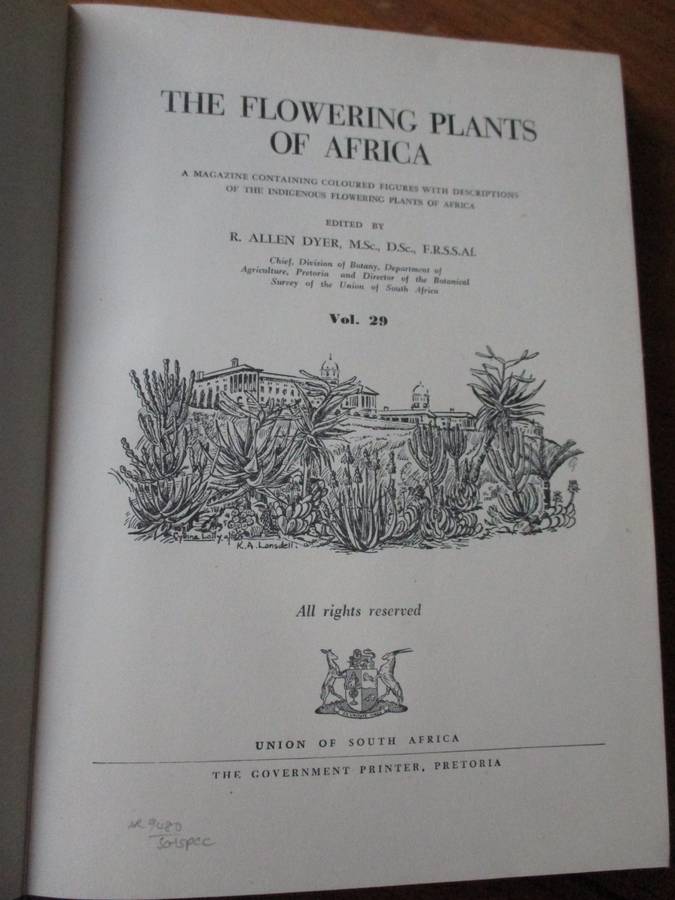 THE FLOWERING PLANTS
OF AFRICA
A MAGAZINE CONTAINING COLOURED FIGURES WITH DESCRIPTIONS
OF THE INDIGENOUS FLOWERING PLANTS OF AFRICA
EDITED BY
R. ALLEN DYER, M.Sc., D.Sc., F.R.S.S.Af.
Chief, Division of Botany, Department of
Agriculture, Pretoria and Director of the Botanical
Survey of the Union of South Africa
Vol. 29
K. A. Lansdell.
All rights reserved
UNION OF SOUTH AFRICA
THE GOVERNMENT PRINTER, PRETORIA
9480